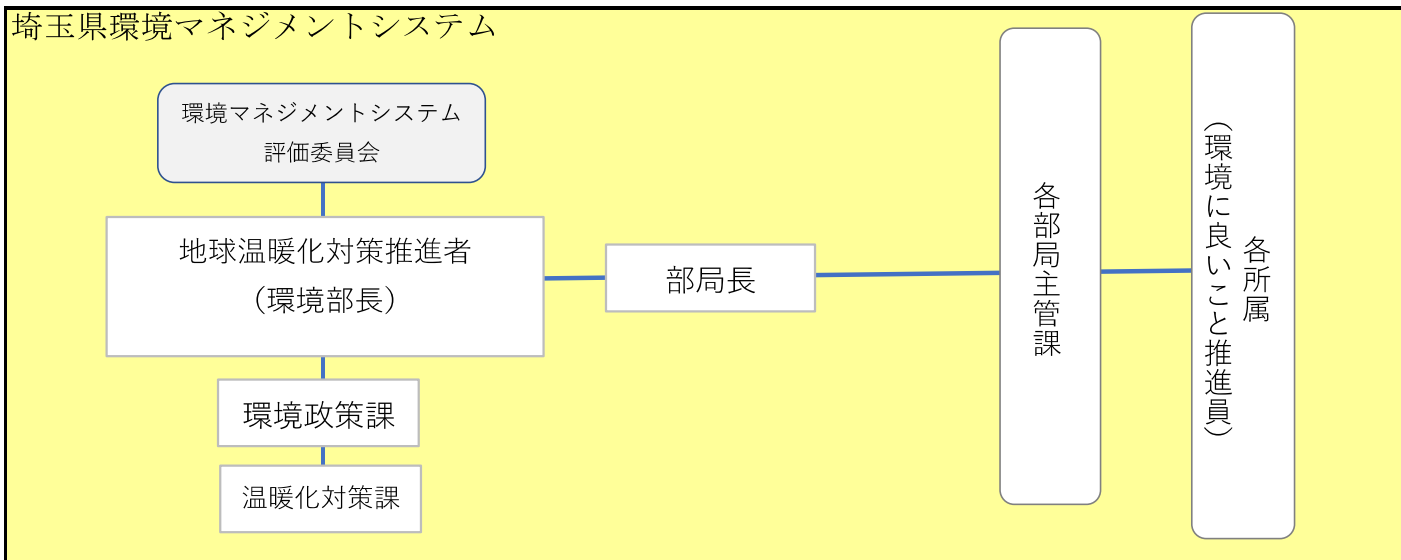 埼玉県環境マネジメントシステム
環境マネジメントシステム
評価委員会
地球温暖化対策推進者
（環境部長）
部局長
環境政策課
温暖化対策課
各部局主管課
各所属
（環境に良いこと推進員）